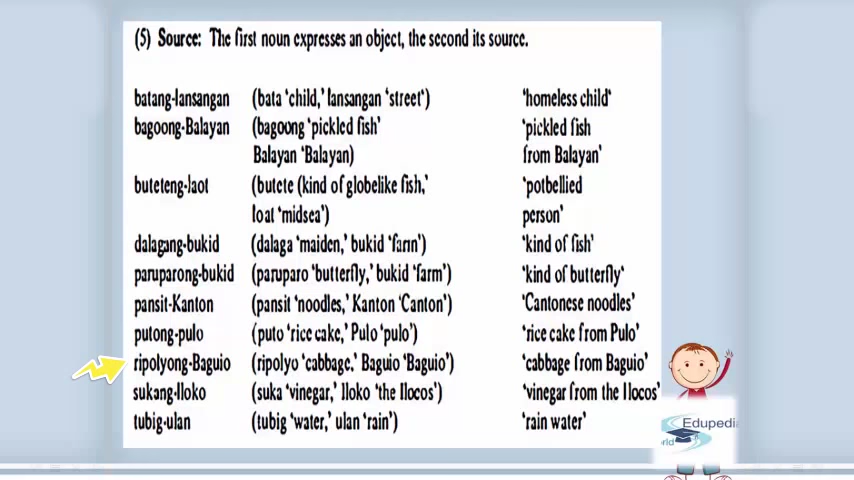 (5) Source: The first noun expresses an object, the second its source.
batang-lansangan (bata 'child,' lansangan 'street') 'homeless child'
bagoong-Balayan (bagoong 'pickled fish' 'pickled fish
Balayan 'Balayan) from Balayan'
buteteng-laot (butete (kind of globelike fish,' 'potbellied
loat 'midsea') person'
dalagang-bukid (dalaga 'maiden,' bukid 'farm') 'kind of fish'
paruparong-bukid (paruparo 'butterfly,' bukid 'farm') 'kind of butterfly'
pansit-Kanton (pansit 'noodles,' Kanton 'Canton') 'Cantonese noodles'
putong-pulo (puto 'rice cake,' Pulo 'pulo') 'rice cake from Pulo'
ripolyong-Baguio (ripolyo 'cabbage,' Baguio 'Baguio') 'cabbage from Baguio'
sukang-Iloko (suka 'vinegar,' Iloko 'the Ilocos') 'vinegar from the Ilocos'
tubig-ulan (tubig 'water,' ulan 'rain') 'rain water'
Edupedi
rld